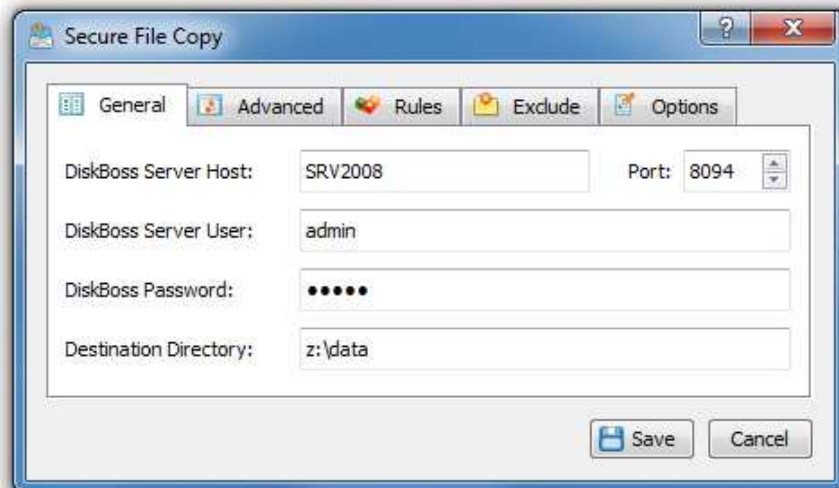 Secure File Copy
General Advanced Rules Exclude Options
DiskBoss Server Host: SRV2008 Port: 8094
DiskBoss Server User: admin
DiskBoss Password: •••••
Destination Directory: z:\data
Save Cancel